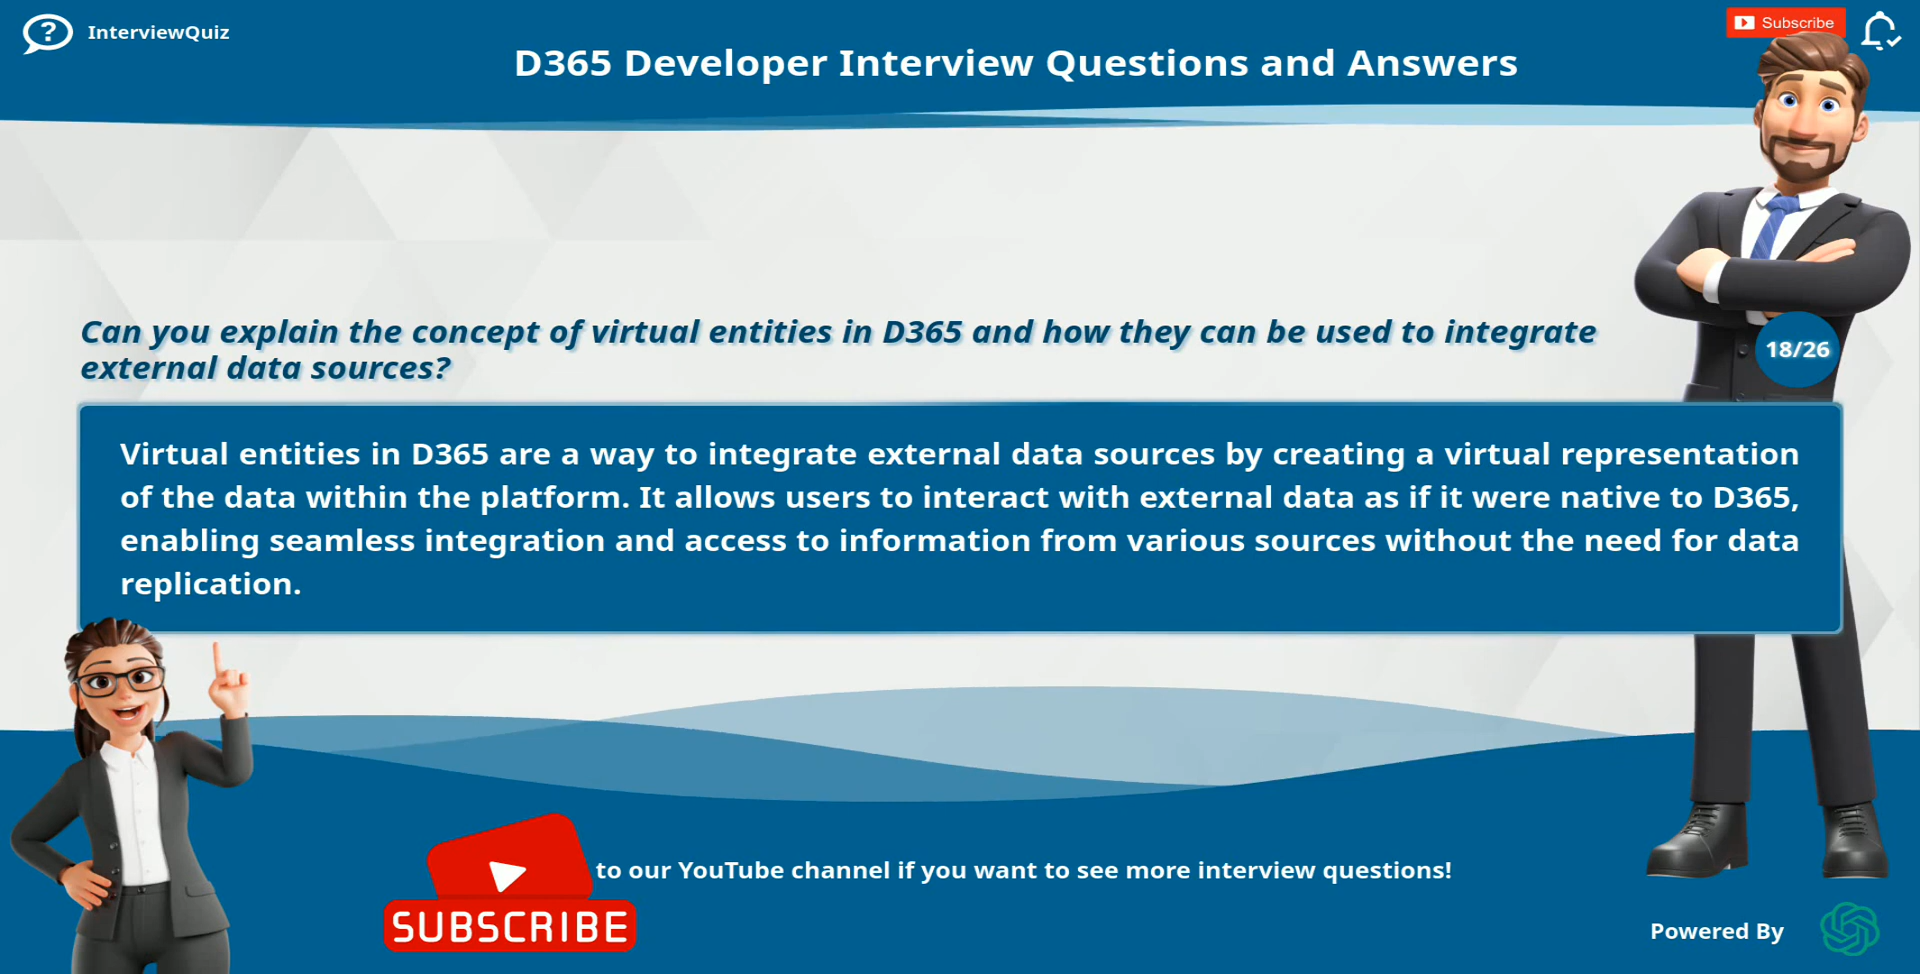 InterviewQuiz
Subscribe
D365 Developer Interview Questions and Answers
Can you explain the concept of virtual entities in D365 and how they can be used to integrate
external data sources?
18/26
Virtual entities in D365 are a way to integrate external data sources by creating a virtual representation
of the data within the platform. It allows users to interact with external data as if it were native to D365,
enabling seamless integration and access to information from various sources without the need for data
replication.
to our YouTube channel if you want to see more interview questions!
SUBSCRIBE
Powered By